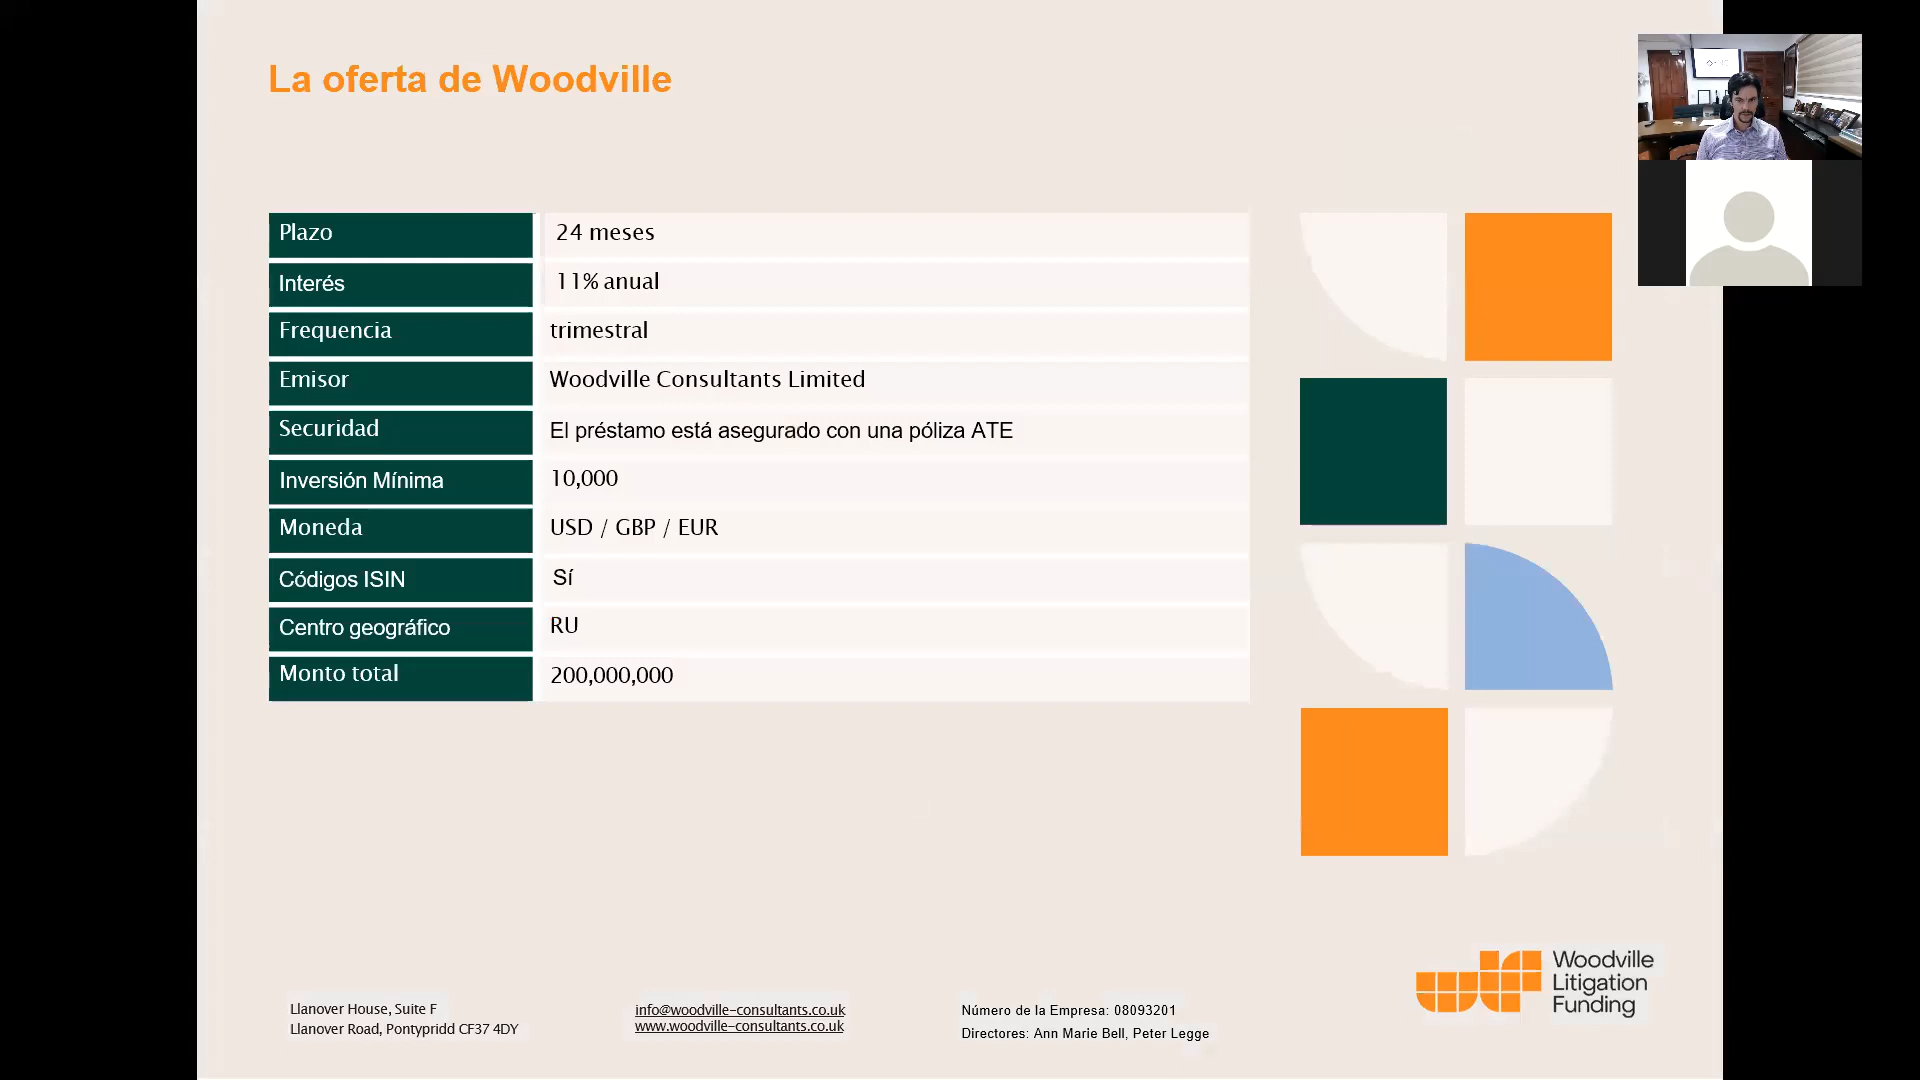 La oferta de Woodville
Plazo 24 meses
Interés 11% anual
Frequencia trimestral
Emisor Woodville Consultants Limited
Securidad El préstamo está asegurado con una póliza ATE
Inversión Mínima 10,000
Moneda USD / GBP / EUR
Códigos ISIN Sí
Centro geográfico RU
Monto total 200,000,000
Llanover House, Suite F
Llanover Road, Pontypridd CF37 4DY
info@woodville-consultants.co.uk
www.woodville-consultants.co.uk
Número de la Empresa: 08093201
Directores: Ann Marie Bell, Peter Legge
Woodville
Litigation
Funding